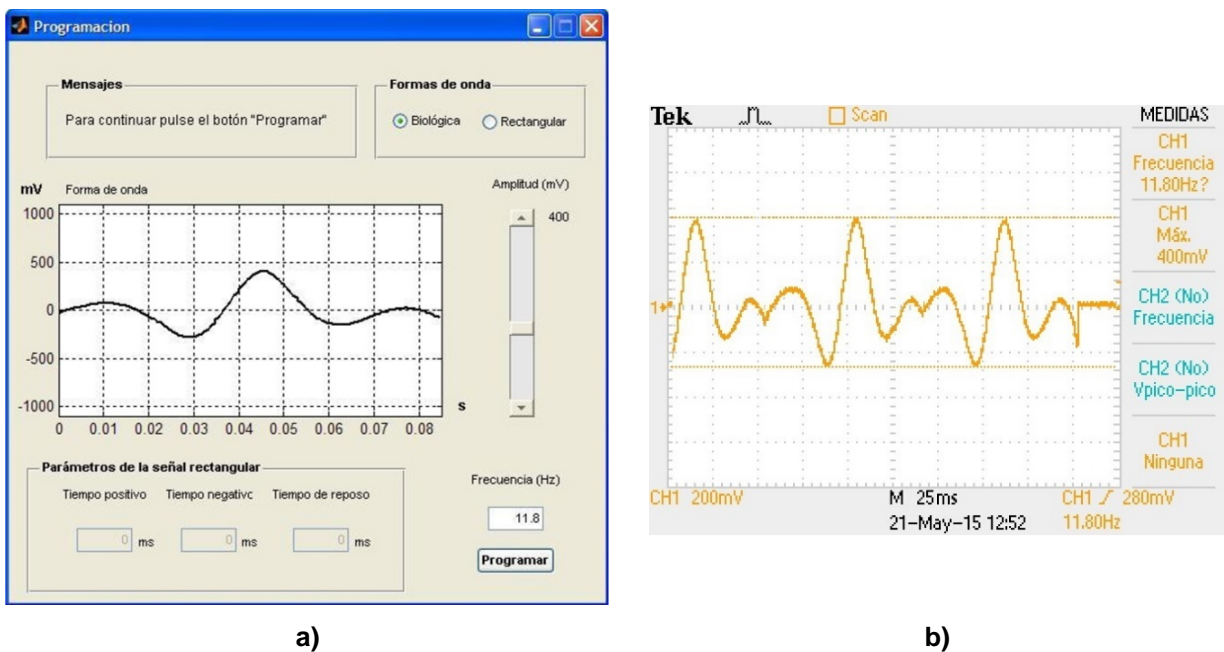 Programacion
Mensajes
Para continuar pulse el botón "Programar"
Formas de onda
Biológica
Rectangular
mV
Forma de onda
1000
500
0
-500
-1000
0 0.01 0.02 0.03 0.04 0.05 0.06 0.07 0.08
s
Amplitud (mV)
400
Parámetros de la señal rectangular
Tiempo positivo Tiempo negativc Tiempo de reposo
0 ms 0 ms 0 ms
Frecuencia (Hz)
11.8
Programar
a)
Tek Scan MEDIDAS
CH1
Frecuencia
11.80Hz?
CH1
Máx.
400mV
CH2 (No)
Frecuencia
CH2 (No)
Vpico-pico
CH1
Ninguna
1
CH1 200mV M 25ms CH1 280mV
21-May-15 12:52 11.80Hz
b)